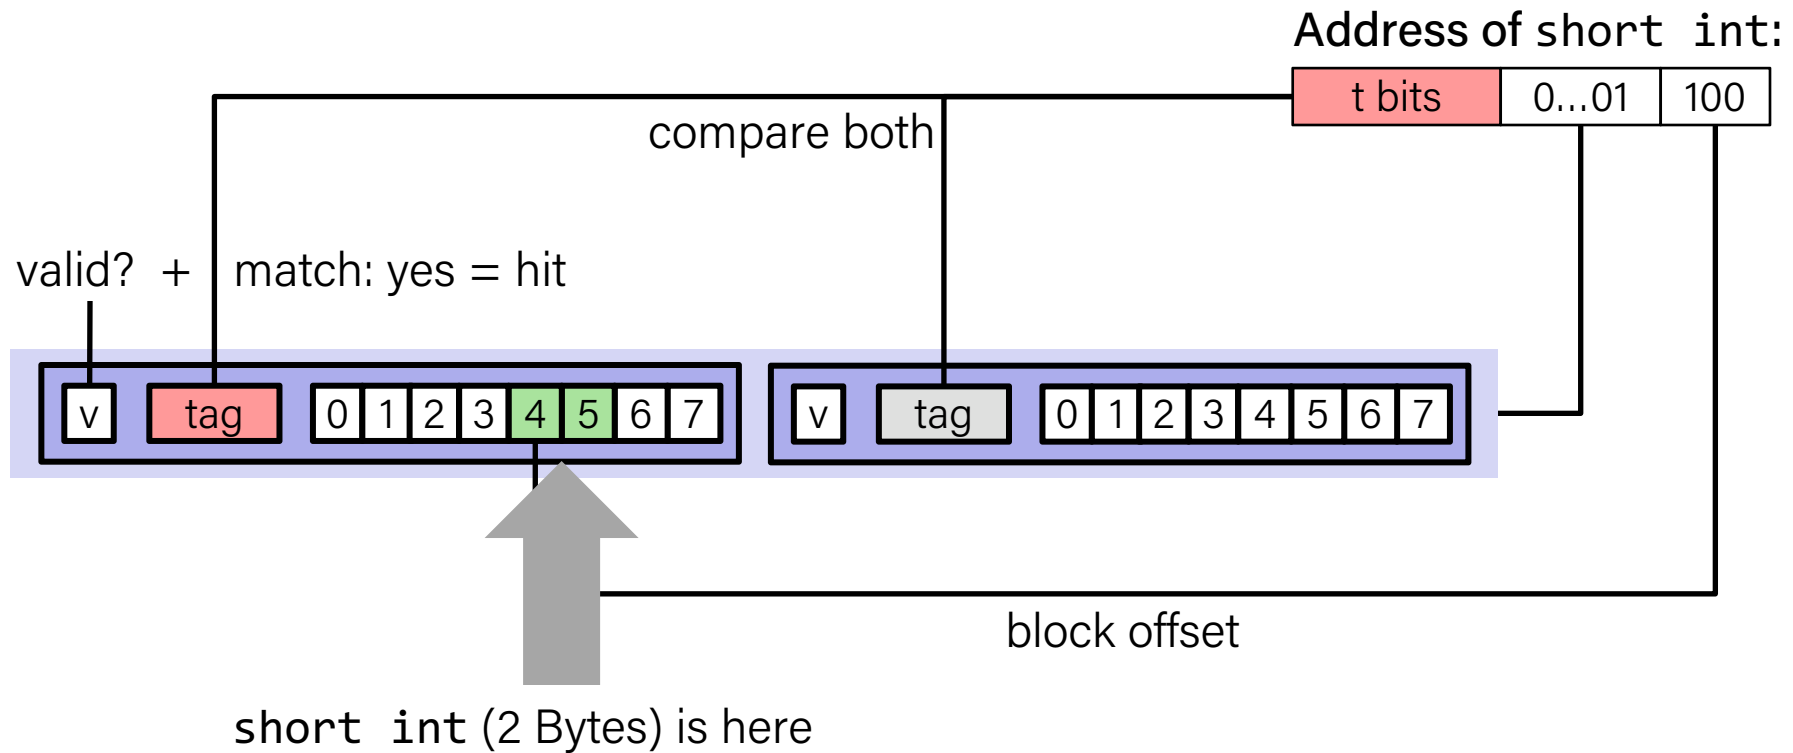 Address of short int:
t bits 0...01 100
compare both
valid? + match: yes = hit
v tag 0 1 2 3 4 5 6 7 v tag 0 1 2 3 4 5 6 7
block offset
short int (2 Bytes) is here